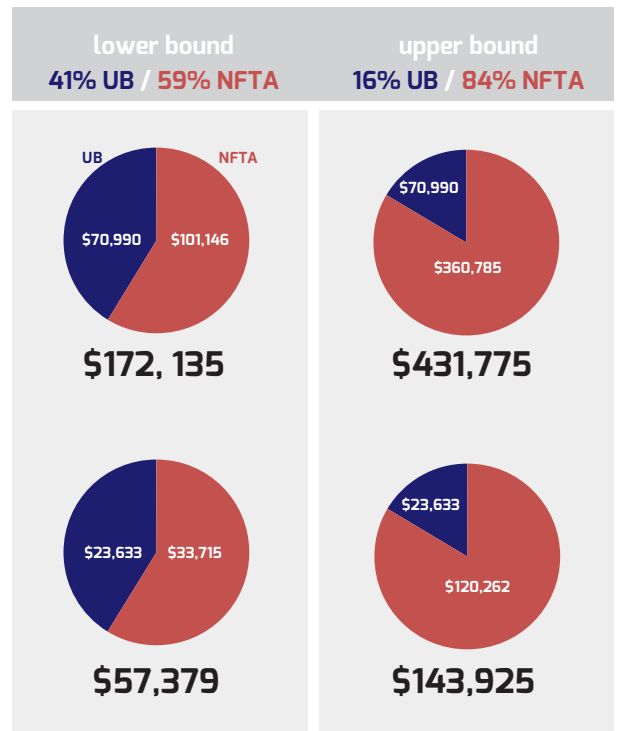 lower bound
41% UB / 59% NFTA
upper bound
16% UB / 84% NFTA
UB
NFTA
$70,990
$101,146
$172, 135
$70,990
$360,785
$431,775
$23,633
$33,715
$57,379
$23,633
$120,262
$143,925